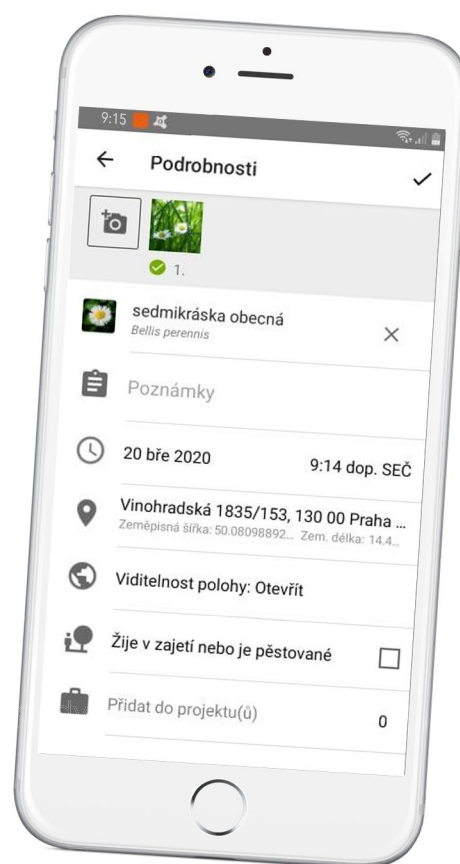 9:15
Podrobnosti
1.
sedmikráska obecná
Bellis perennis
Poznámky
20 bře 2020 9:14 dop. SEČ
Vinohradská 1835/153, 130 00 Praha ...
Zeměpisná šířka: 50.08098892... Zem. délka: 14.4...
Viditelnost polohy: Otevřít
Žije v zajetí nebo je pěstované
Přidat do projektu(ů) 0